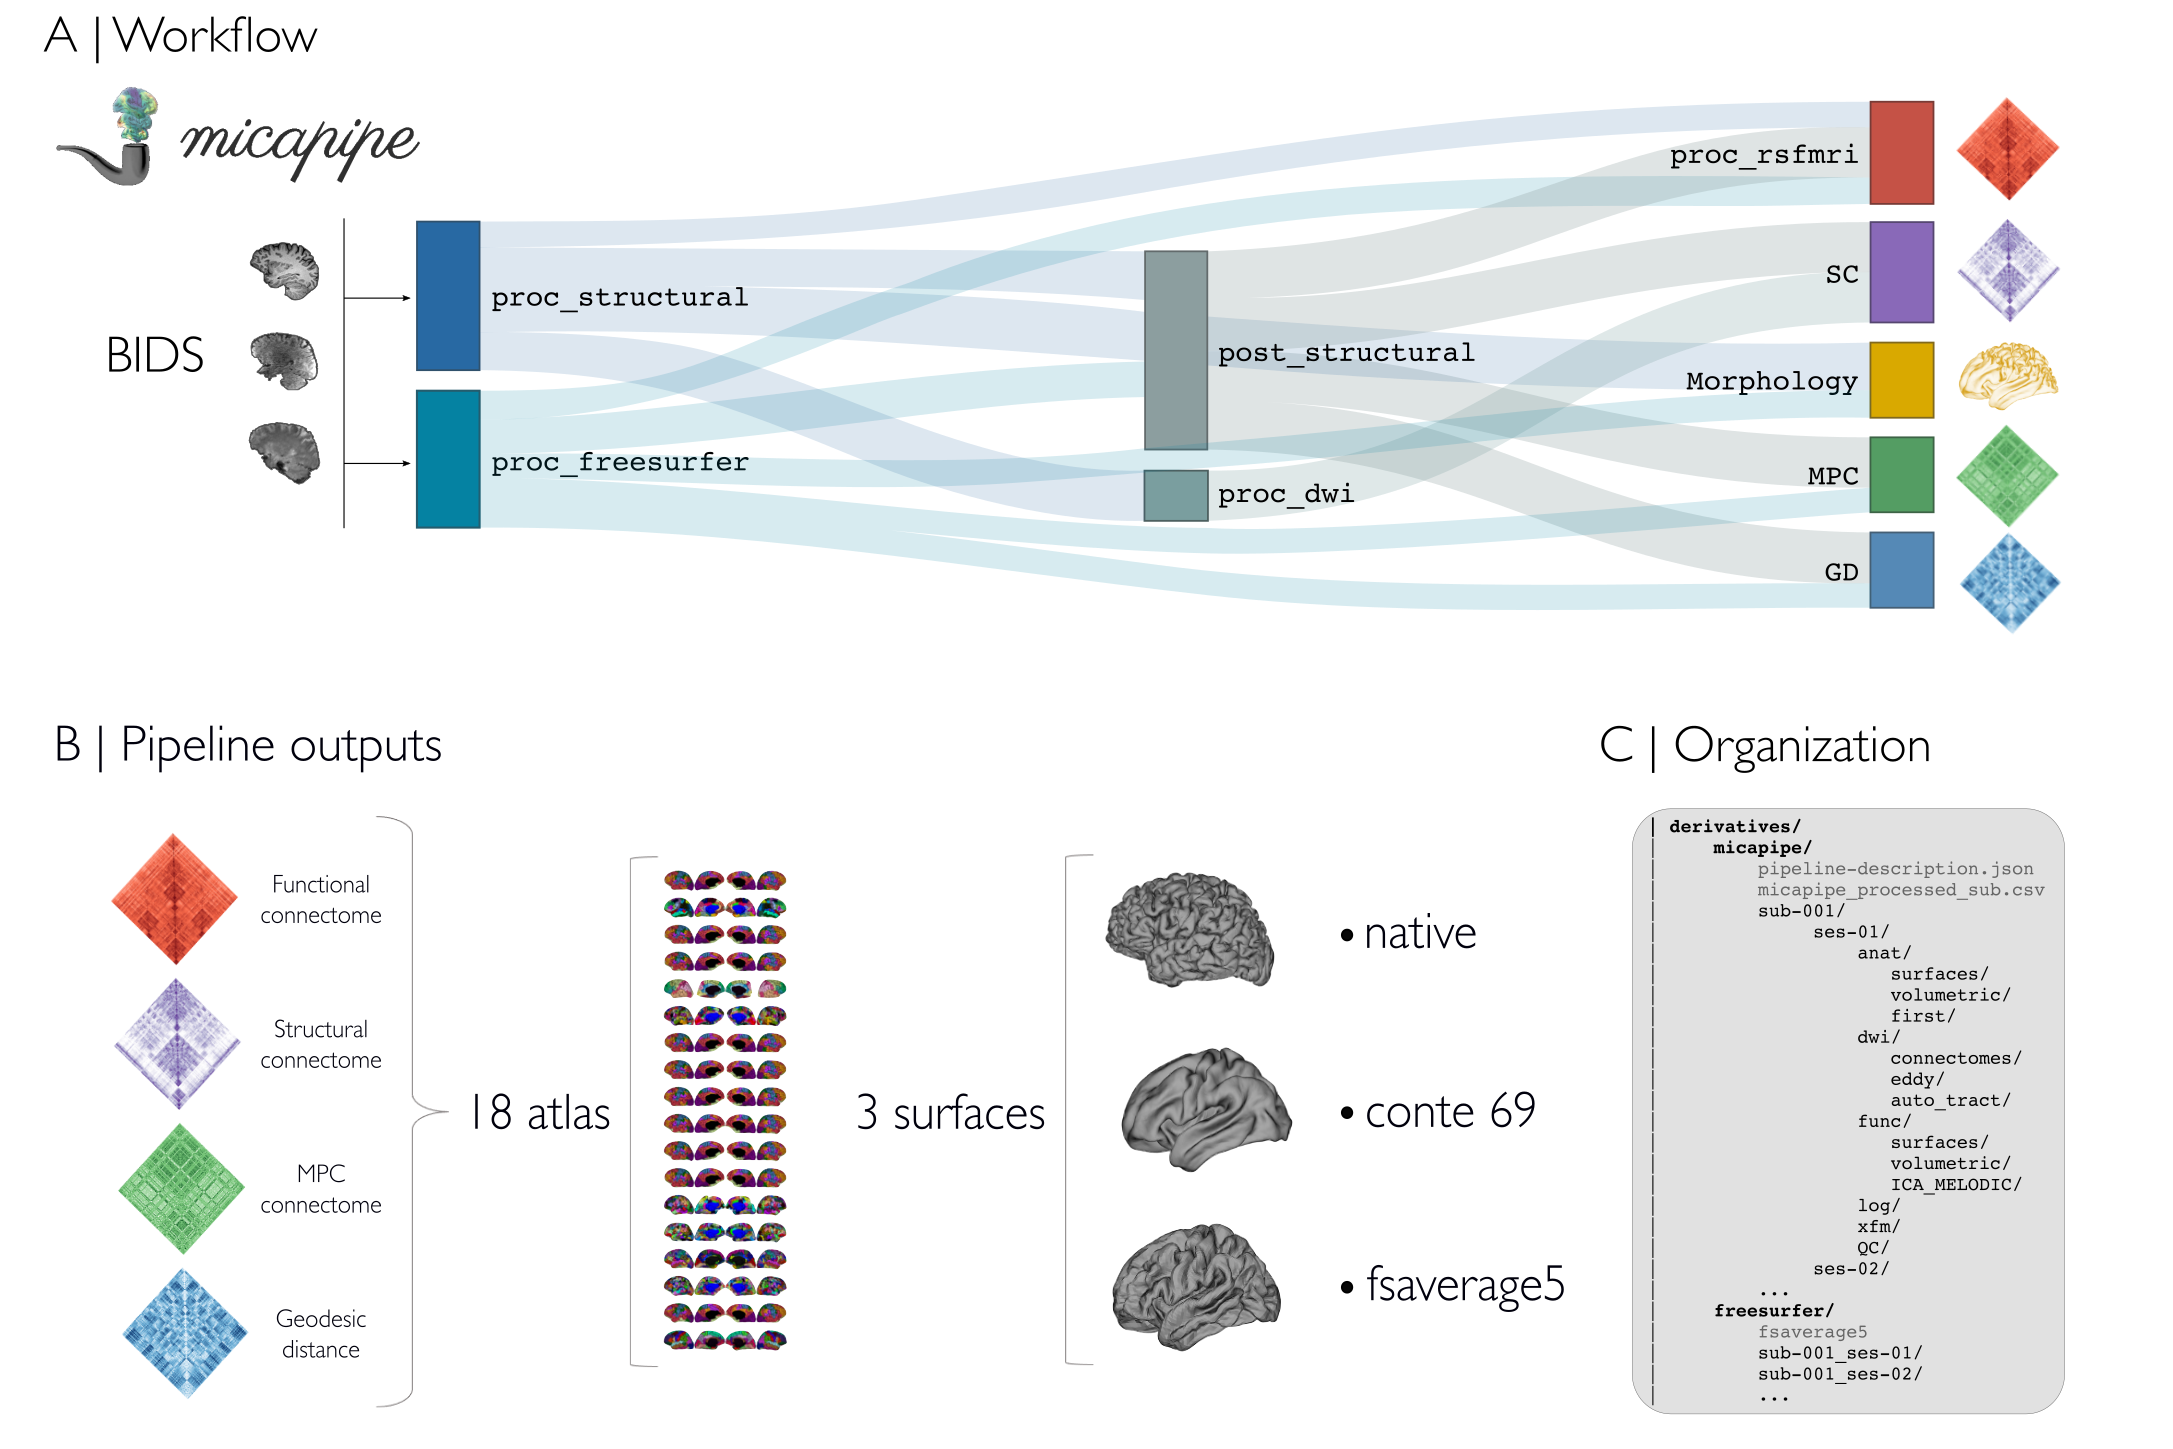 A | Workflow
micapipe
BIDS
proc_structural
proc_freesurfer
post_structural
proc_dwi
proc_rsfmri
SC
Morphology
MPC
GD
B | Pipeline outputs
Functional
connectome
Structural
connectome
MPC
connectome
Geodesic
distance
18 atlas
3 surfaces
• native
• conte 69
• fsaverage5
C | Organization
derivatives/
micapipe/
pipeline-description.json
micapipe_processed_sub.csv
sub-001/
ses-01/
anat/
surfaces/
volumetric/
first/
dwi/
connectomes/
eddy/
auto_tract/
func/
surfaces/
volumetric/
ICA_MELODIC/
log/
xfm/
QC/
ses-02/
...
freesurfer/
fsaverage5
sub-001_ses-01/
sub-001_ses-02/
...